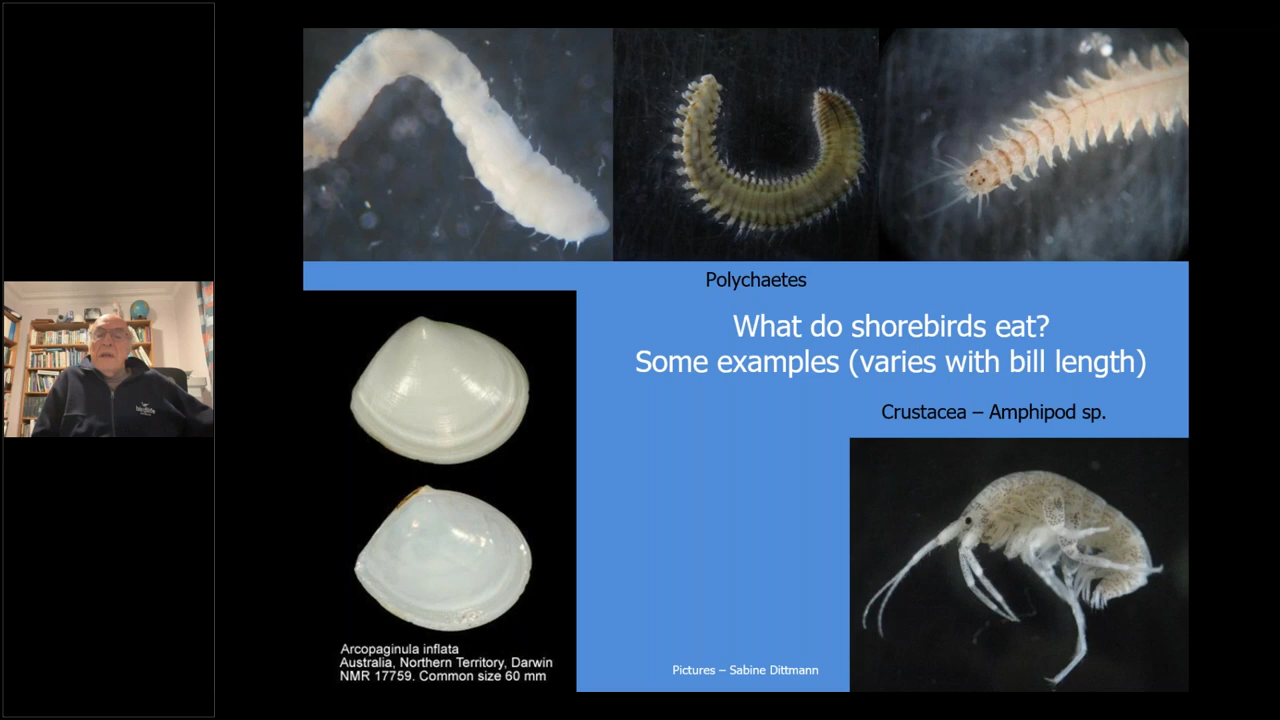 Polychaetes
What do shorebirds eat?
Some examples (varies with bill length)
Crustacea – Amphipod sp.
Arcopaginula inflata
Australia, Northern Territory, Darwin
NMR 17759. Common size 60 mm
Pictures – Sabine Dittmann
birdlife